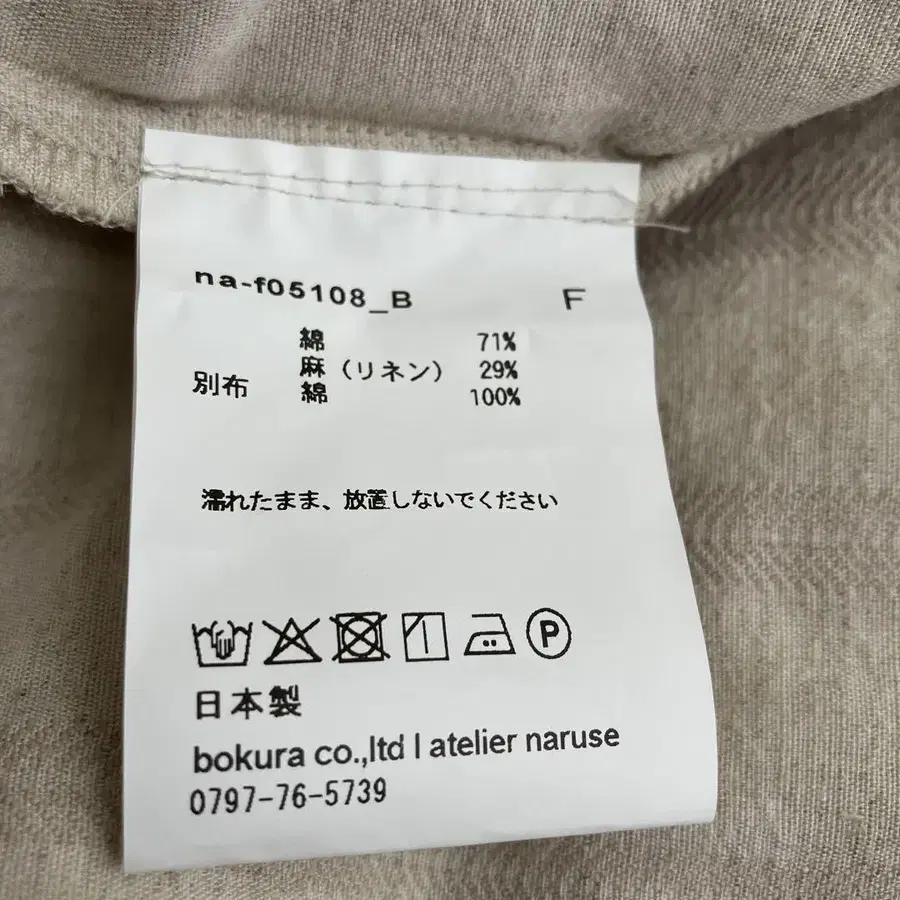 na-f05108_B F
綿 71%
麻（リネン） 29%
別布 綿 100%
濡れたまま、放置しないでください
P
日本製
bokura co.,ltd l atelier naruse
0797-76-5739